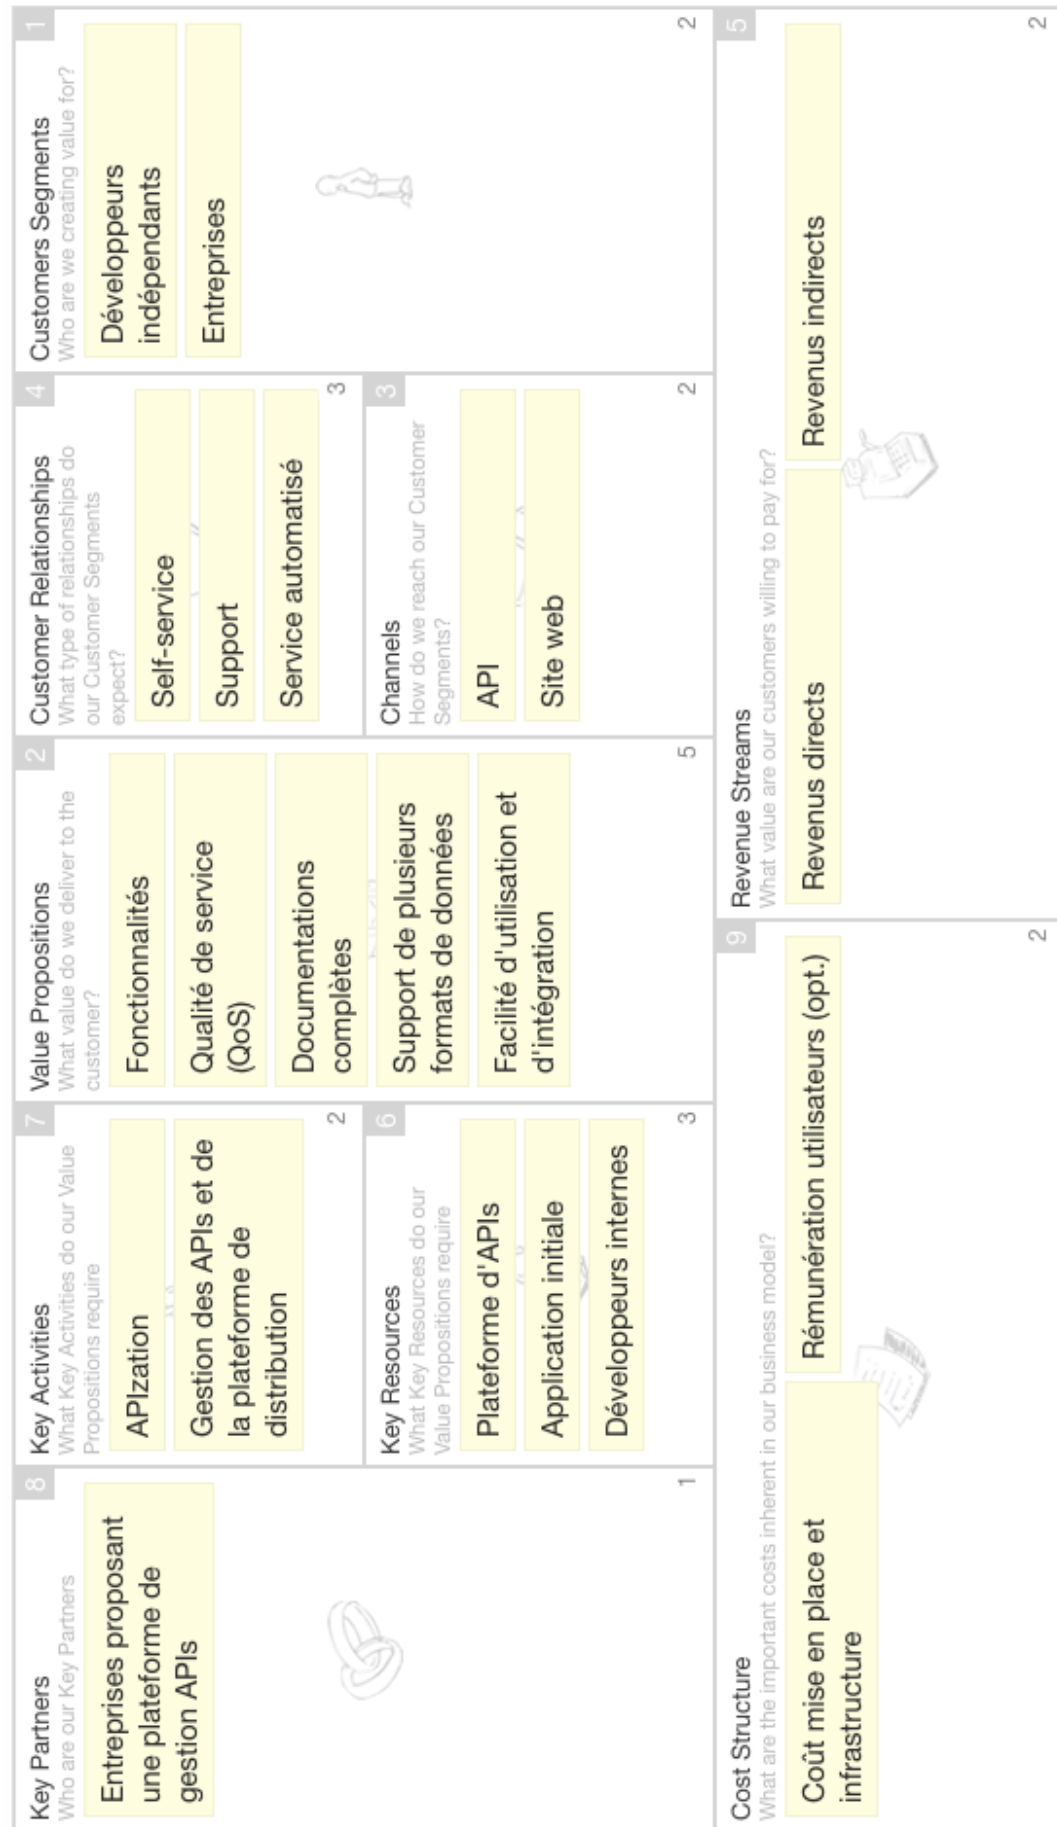 Key Partners
8
Who are our Key Partners
Entreprises proposant
une plateforme de
gestion APIs
1
Key Activities
7
What Key Activities do our Value
Propositions require
APIzation
Gestion des APIs et de
la plateforme de
distribution
2
Key Resources
6
What Key Resources do our
Value Propositions require
Plateforme d'APIs
Application initiale
Développeurs internes
3
Value Propositions
2
What value do we deliver to the
customer?
Fonctionnalités
Qualité de service
(QoS)
Documentations
complètes
Support de plusieurs
formats de données
Facilité d'utilisation et
d'intégration
5
Customer Relationships
4
What type of relationships do
our Customer Segments
expect?
Self-service
Support
Service automatisé
3
Channels
3
How do we reach our Customer
Segments?
API
Site web
2
Customers Segments
1
Who are we creating value for?
Développeurs
indépendants
Entreprises
2
Cost Structure
9
What are the important costs inherent in our business model?
Coût mise en place et
infrastructure
Rémunération utilisateurs (opt.)
2
Revenue Streams
5
What value are our customers willing to pay for?
Revenus directs
Revenus indirects
2